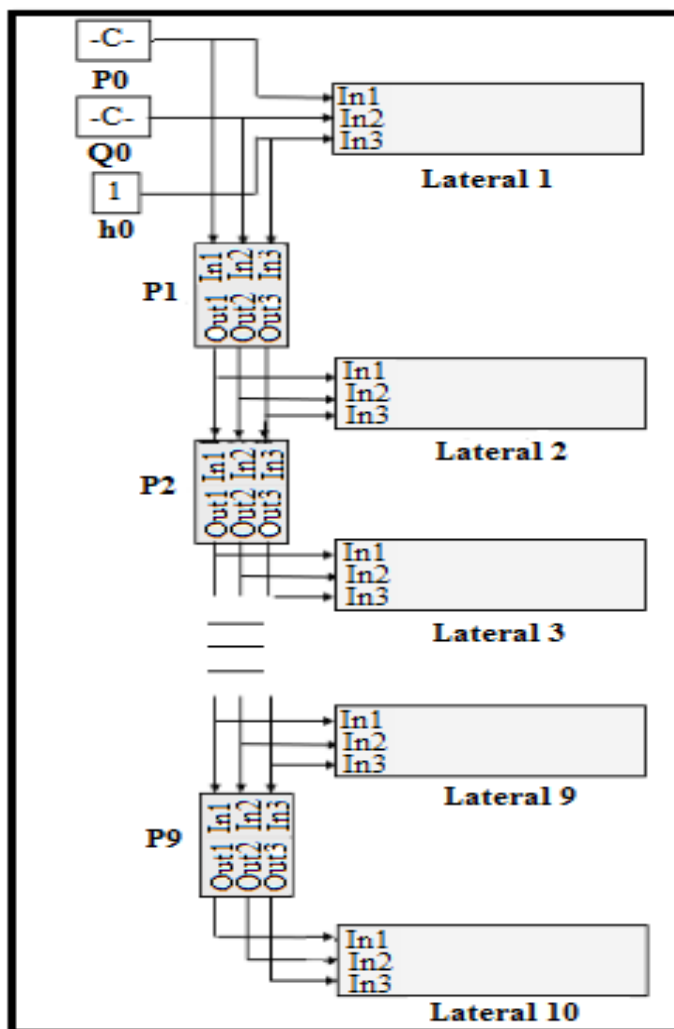 -C-
P0
-C-
Q0
1
h0
In1
In2
In3
Lateral 1
P1
In1 In2 In3
Out1 Out2 Out3
In1
In2
In3
Lateral 2
P2
In1 In2 In3
Out1 Out2 Out3
In1
In2
In3
Lateral 3
In1
In2
In3
Lateral 9
P9
In1 In2 In3
Out1 Out2 Out3
In1
In2
In3
Lateral 10